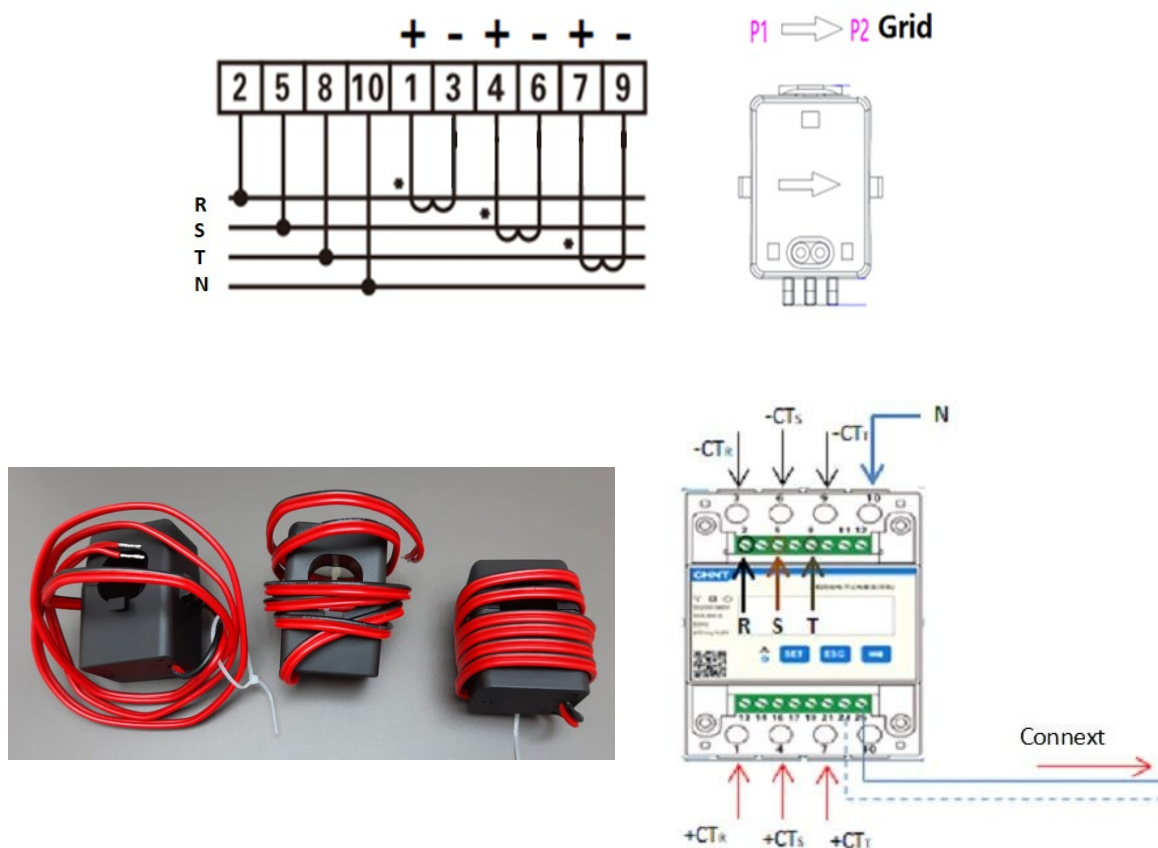 + - + - + -
P1 P2 Grid
2 5 8 10 1 3 4 6 7 9
R
S
T
N
-CTS
N
-CTR
-CTT
3 6 9 10
2 5 8 11 12
CHNT
R S T
SET ESC
13 14 16 17 19 21 24 25
1 4 7 10
Connext
+CTR +CTS +CTT